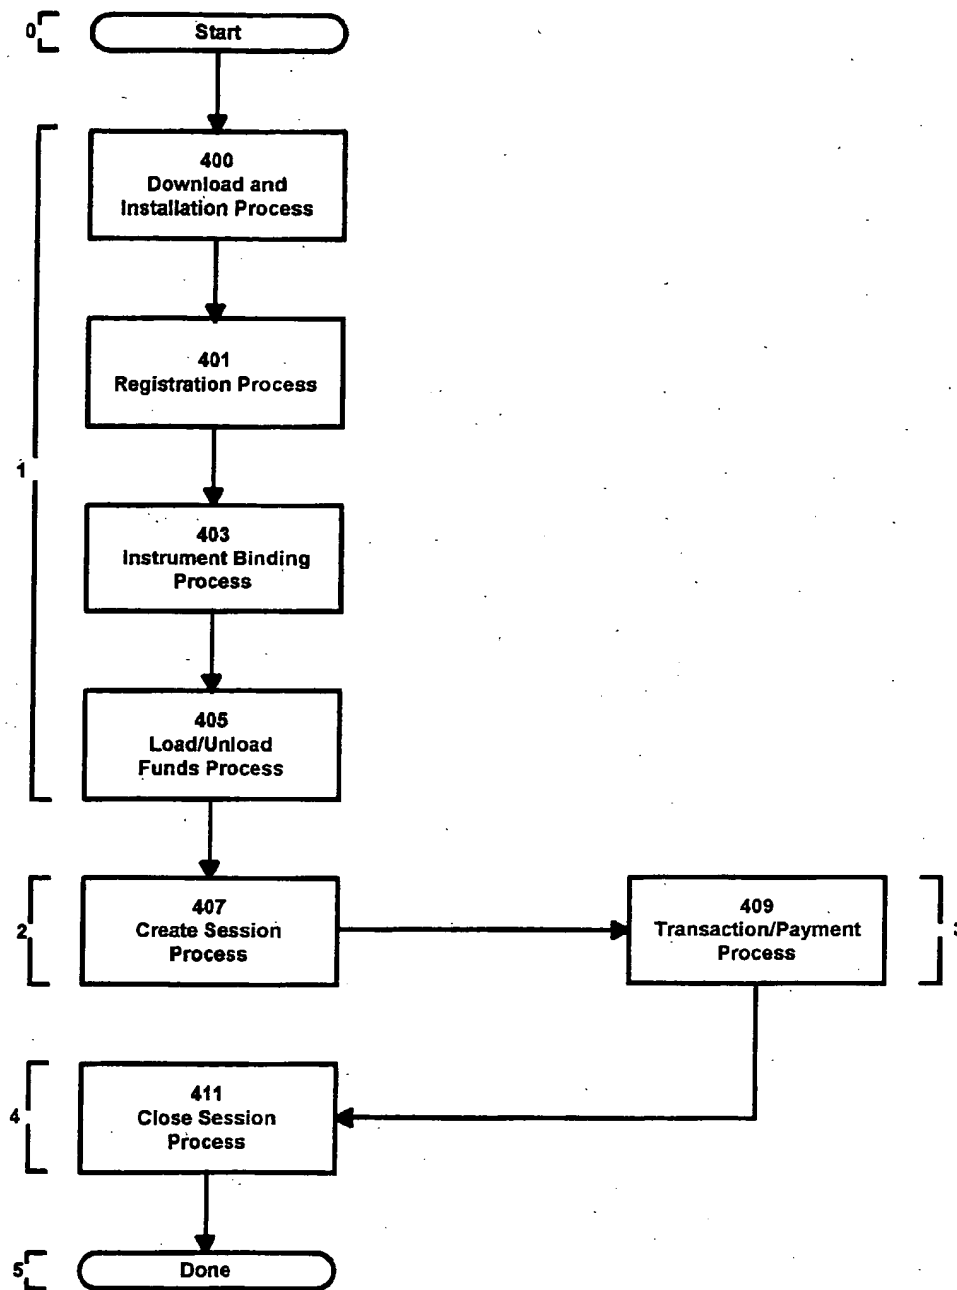 0
Start
400
Download and
Installation Process
401
Registration Process
1
403
Instrument Binding
Process
405
Load/Unload
Funds Process
2
407
Create Session
Process
409
Transaction/Payment
Process
4
411
Close Session
Process
5
Done